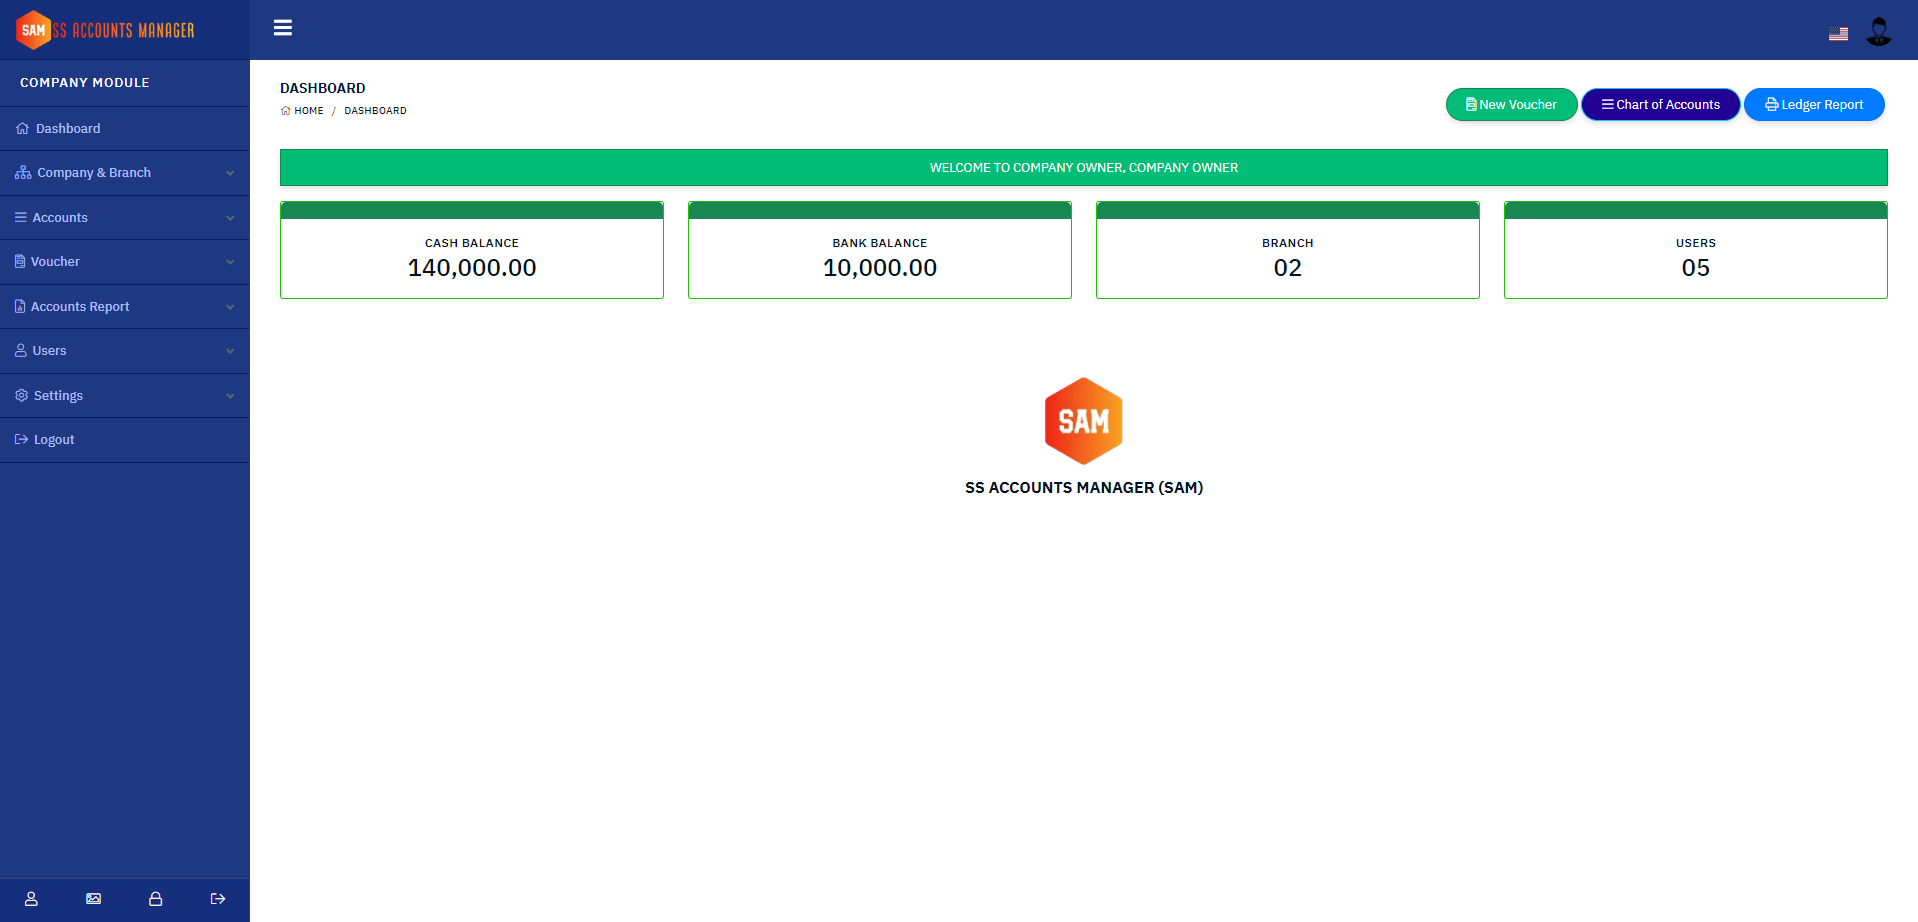 SAM SS ACCOUNTS MANAGER
COMPANY MODULE
Dashboard
Company & Branch
Accounts
Voucher
Accounts Report
Users
Settings
Logout
DASHBOARD
HOME / DASHBOARD
New Voucher
Chart of Accounts
Ledger Report
WELCOME TO COMPANY OWNER, COMPANY OWNER
CASH BALANCE
140,000.00
BANK BALANCE
10,000.00
BRANCH
02
USERS
05
SAM
SS ACCOUNTS MANAGER (SAM)